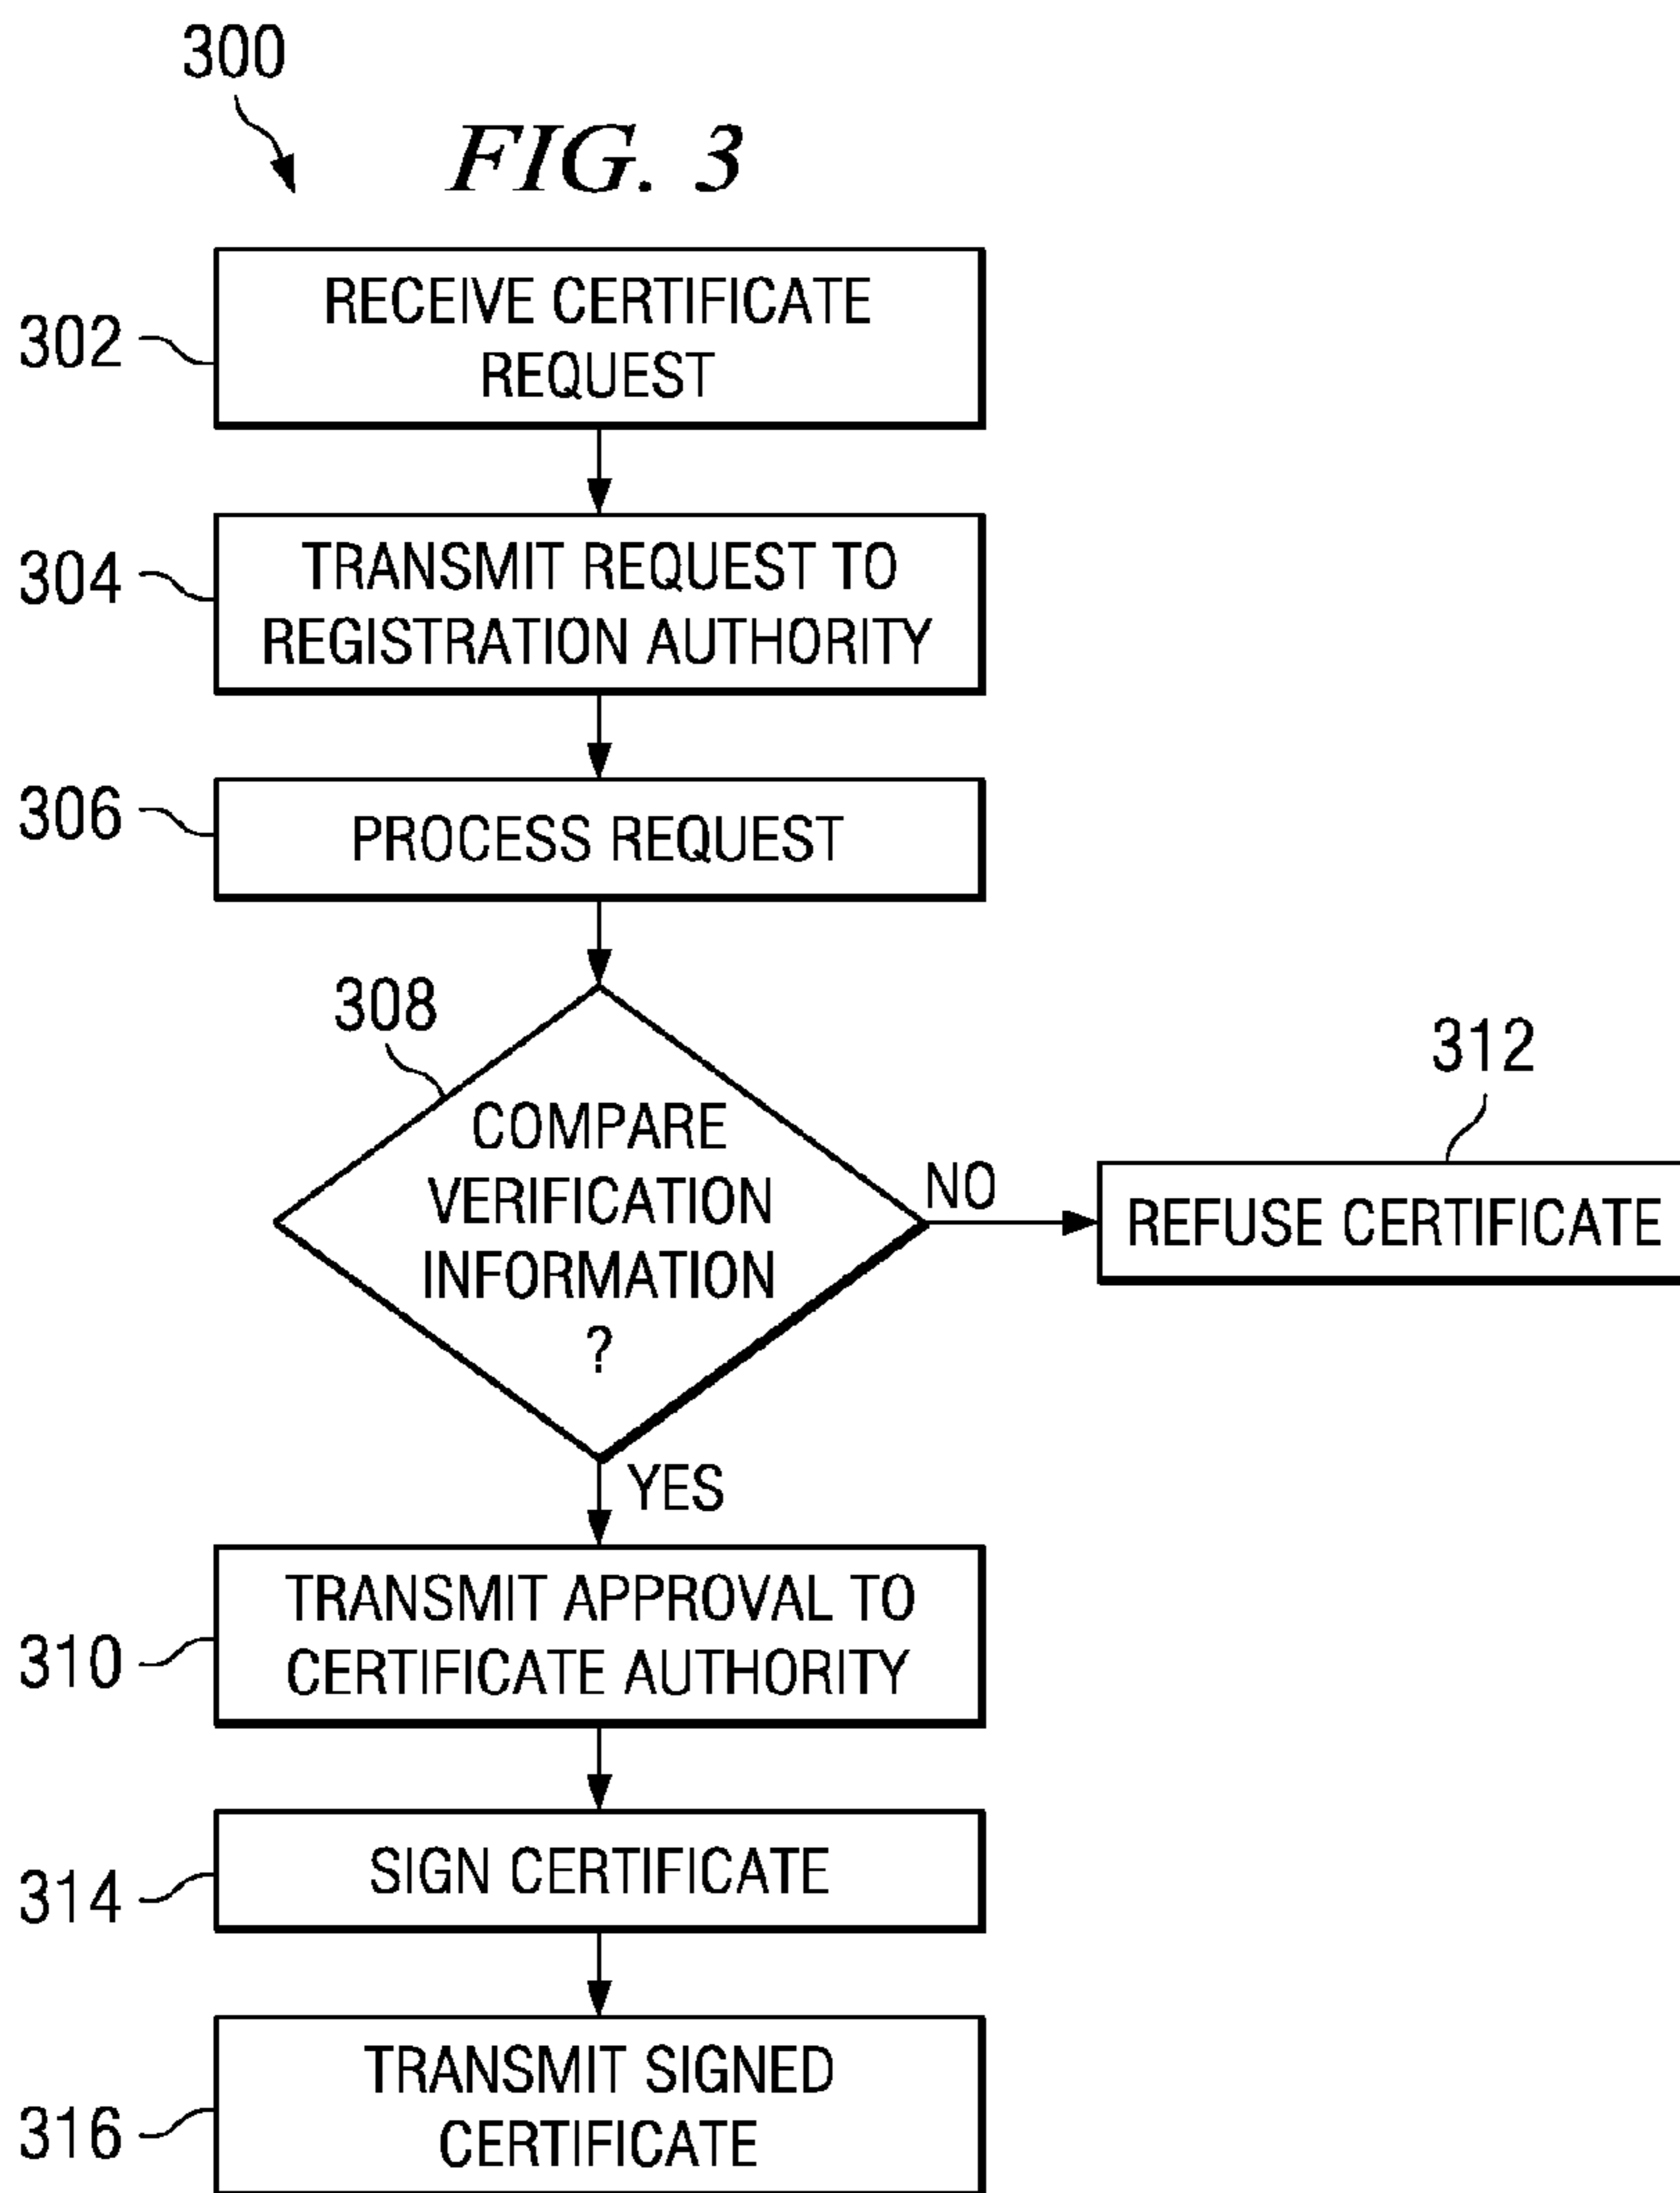 300
FIG. 3
302
RECEIVE CERTIFICATE
REQUEST
304
TRANSMIT REQUEST TO
REGISTRATION AUTHORITY
306
PROCESS REQUEST
308
COMPARE
VERIFICATION
INFORMATION
?
NO
312
REFUSE CERTIFICATE
YES
310
TRANSMIT APPROVAL TO
CERTIFICATE AUTHORITY
314
SIGN CERTIFICATE
316
TRANSMIT SIGNED
CERTIFICATE